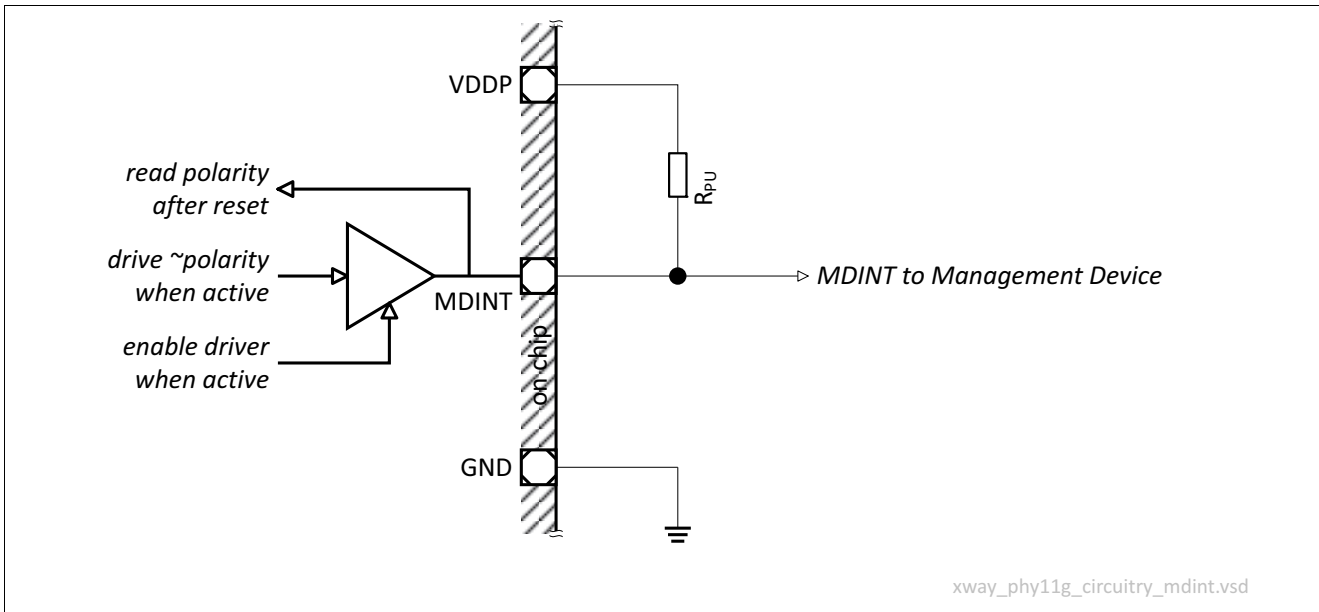 VDDP
read polarity
after reset
R_PU
drive ~polarity
when active
MDINT
MDINT to Management Device
enable driver
when active
on chip
GND
xway_phy11g_circuitry_mdint.vsd